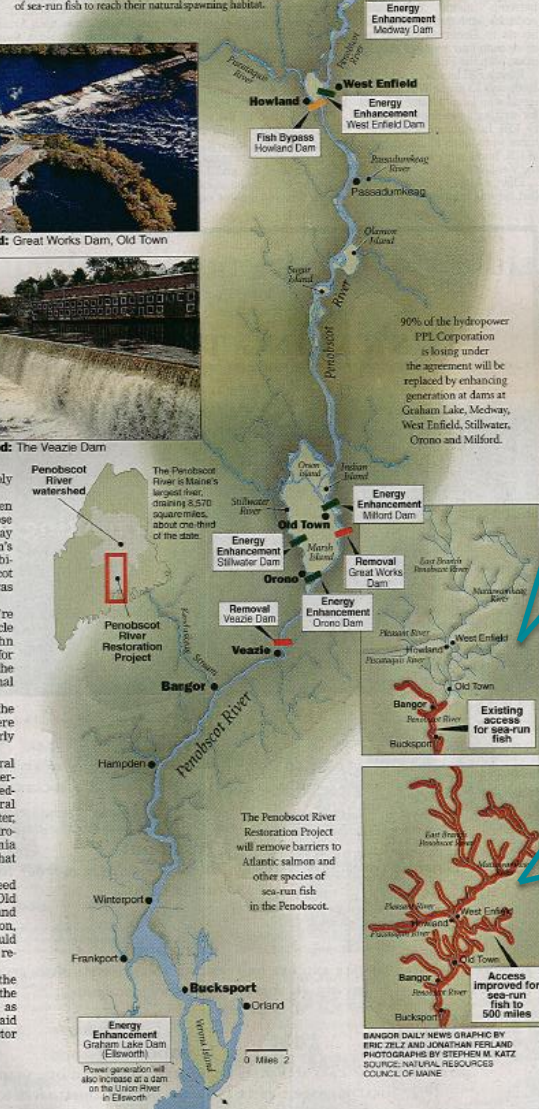 of sea-run fish to reach their natural spawning habitat.
Energy
Enhancement
Medway Dam
Penobscot
River
Piscataquis
River
West Enfield
Howland
Energy
Enhancement
West Enfield Dam
Fish Bypass
Howland Dam
Passadumkeag
River
Passadumkeag
d: Great Works Dam, Old Town
Olamon
Island
Sugar
Island
Penobscot River
90% of the hydropower
PPL Corporation
is losing under
the agreement will be
replaced by enhancing
generation at dams at
Graham Lake, Medway,
West Enfield, Stillwater,
Orono and Milford.
d: The Veazie Dam
Penobscot
River
watershed
The Penobscot
River is Maine's
largest river,
draining 8,570
square miles,
about one-third
of the state.
Orson
Island
Indian
Island
Stillwater
River
Energy
Enhancement
Milford Dam
Old Town
Energy
Enhancement
Stillwater Dam
Marsh
Island
Removal
Great Works
Dam
Orono
Energy
Enhancement
Orono Dam
Penobscot
River
Restoration
Project
Removal
Veazie Dam
Veazie
Kenduskeag Stream
Bangor
Penobscot River
Hampden
East Branch
Penobscot River
Mattawamkeag
River
Pleasant River
West Enfield
Howland
Piscataquis River
Old Town
Bangor
Penobscot River
Bucksport
Existing
access
for sea-run
fish
The Penobscot River
Restoration Project
will remove barriers to
Atlantic salmon and
other species of
sea-run fish
in the Penobscot.
East Branch
Penobscot River
Pleasant River
West Enfield
Howland
Piscataquis River
Old Town
Bangor
Penobscot River
Bucksport
Access
improved for
sea-run
fish to
500 miles
Winterport
Frankport
Bucksport
Orland
Verona Island
Energy
Enhancement
Graham Lake Dam
(Ellsworth)
Power generation will
also increase at a dam
on the Union River
in Ellsworth
0 Miles 2
BANGOR DAILY NEWS GRAPHIC BY
ERIC ZELZ AND JONATHAN FERLAND
PHOTOGRAPHS BY STEPHEN M. KATZ
SOURCE: NATURAL RESOURCES
COUNCIL OF MAINE